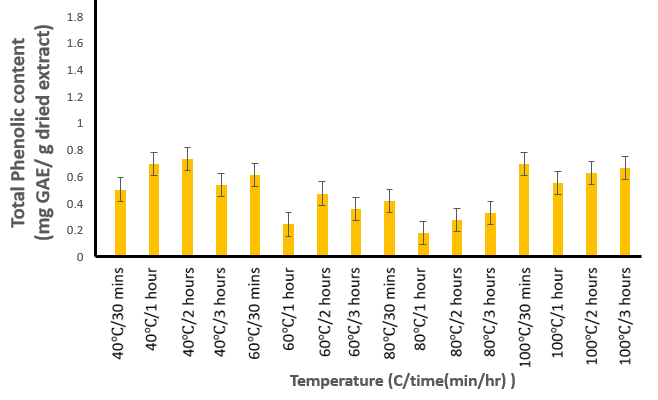 Total Phenolic content
(mg GAE/ g dried extract)
1.8
1.6
1.4
1.2
1
0.8
0.6
0.4
0.2
0
40°C/30 mins
40°C/1 hour
40°C/2 hours
40°C/3 hours
60°C/30 mins
60°C/1 hour
60°C/2 hours
60°C/3 hours
80°C/30 mins
80°C/1 hour
80°C/2 hours
80°C/3 hours
100°C/30 mins
100°C/1 hour
100°C/2 hours
100°C/3 hours
Temperature (C/time(min/hr) )